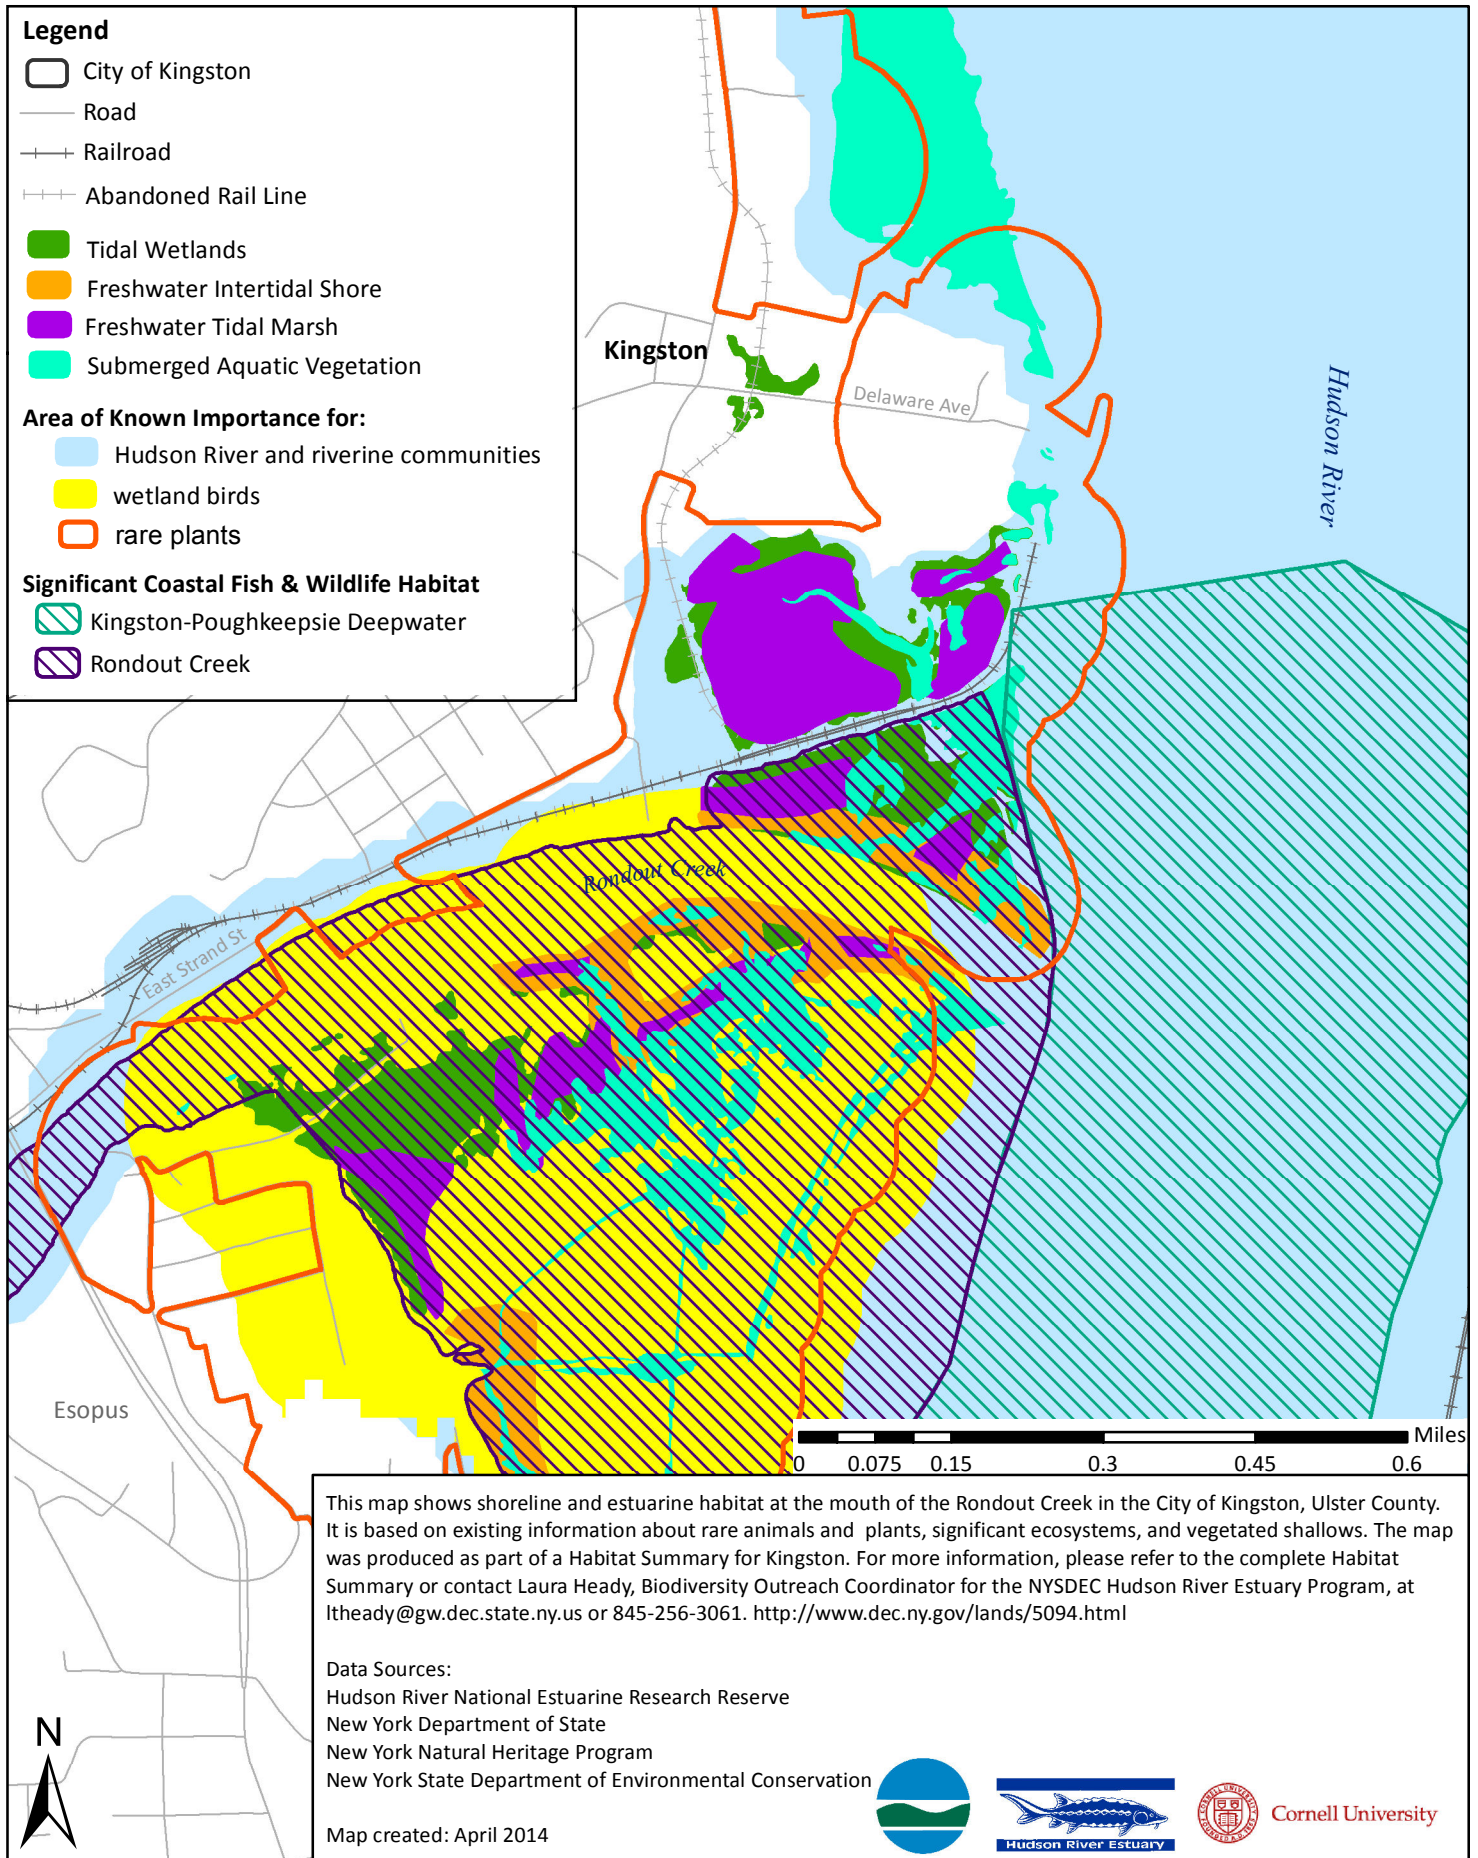 Legend
City of Kingston
Road
Railroad
Abandoned Rail Line
Tidal Wetlands
Freshwater Intertidal Shore
Freshwater Tidal Marsh
Submerged Aquatic Vegetation
Area of Known Importance for:
Hudson River and riverine communities
wetland birds
rare plants
Significant Coastal Fish & Wildlife Habitat
Kingston-Poughkeepsie Deepwater
Rondout Creek
Kingston
Delaware Ave
Hudson River
Rondout Creek
East Strand St
Esopus
Miles
0 0.075 0.15 0.3 0.45 0.6
This map shows shoreline and estuarine habitat at the mouth of the Rondout Creek in the City of Kingston, Ulster County.
It is based on existing information about rare animals and plants, significant ecosystems, and vegetated shallows. The map
was produced as part of a Habitat Summary for Kingston. For more information, please refer to the complete Habitat
Summary or contact Laura Heady, Biodiversity Outreach Coordinator for the NYSDEC Hudson River Estuary Program, at
ltheady@gw.dec.state.ny.us or 845-256-3061. http://www.dec.ny.gov/lands/5094.html
Data Sources:
Hudson River National Estuarine Research Reserve
New York Department of State
New York Natural Heritage Program
New York State Department of Environmental Conservation
Map created: April 2014
N
Hudson River Estuary
CORNELL UNIVERSITY
FOUNDED A.D. 1865
Cornell University